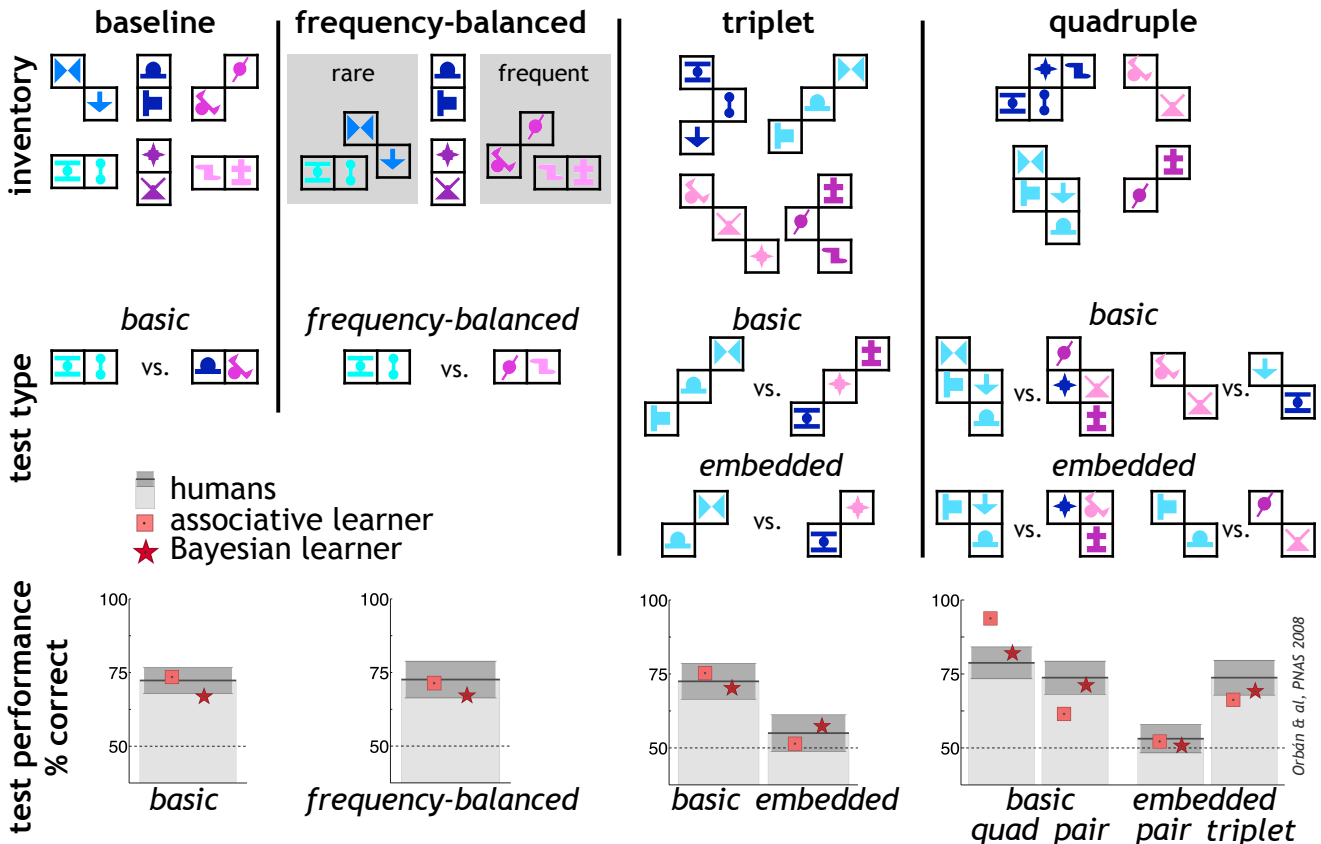 baseline
frequency-balanced
triplet
quadruple
inventory
rare
frequent
test type
basic
frequency-balanced
basic
basic
vs.
vs.
vs.
vs.
vs.
embedded
embedded
vs.
vs.
vs.
humans
associative learner
Bayesian learner
test performance
% correct
100
75
50
basic
100
75
50
frequency-balanced
100
75
50
basic embedded
100
75
50
basic embedded
quad pair pair triplet
Orbán & al, PNAS 2008